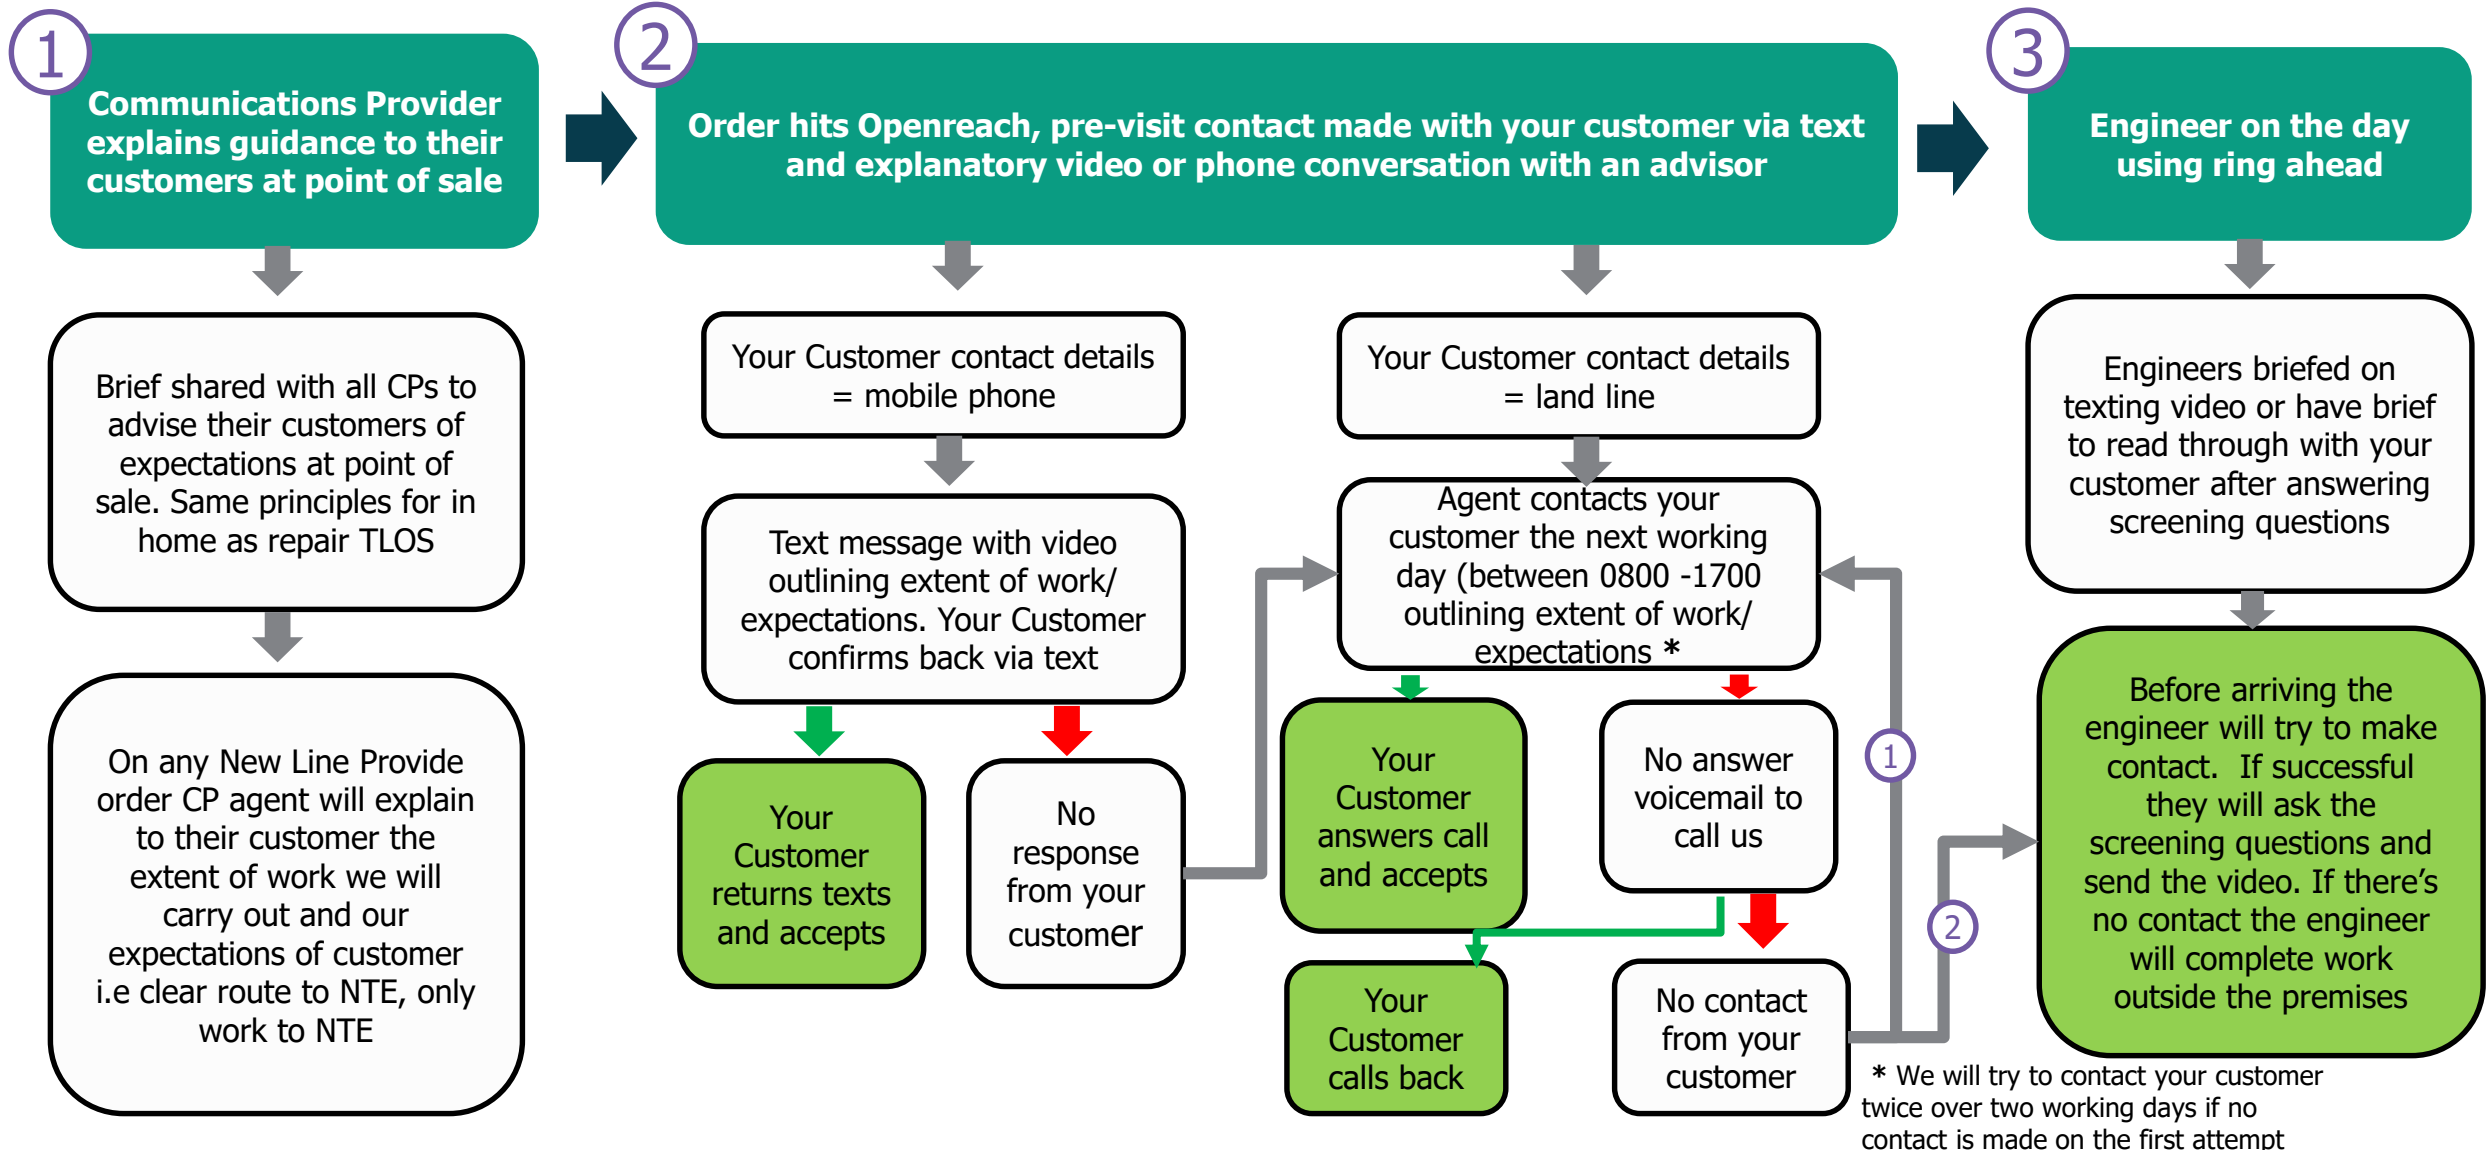 1
Communications Provider
explains guidance to their
customers at point of sale
Brief shared with all CPs to
advise their customers of
expectations at point of
sale. Same principles for in
home as repair TLOS
On any New Line Provide
order CP agent will explain
to their customer the
extent of work we will
carry out and our
expectations of customer
i.e clear route to NTE, only
work to NTE
2
Order hits Openreach, pre-visit contact made with your customer via text
and explanatory video or phone conversation with an advisor
Your Customer contact details
= mobile phone
Text message with video
outlining extent of work/
expectations. Your Customer
confirms back via text
Your
Customer
returns texts
and accepts
No
response
from your
customer
Your Customer contact details
= land line
Agent contacts your
customer the next working
day (between 0800 -1700
outlining extent of work/
expectations *
Your
Customer
answers call
and accepts
No answer
voicemail to
call us
Your
Customer
calls back
No contact
from your
customer
1
2
3
Engineer on the day
using ring ahead
Engineers briefed on
texting video or have brief
to read through with your
customer after answering
screening questions
Before arriving the
engineer will try to make
contact.  If successful
they will ask the
screening questions and
send the video. If there’s
no contact the engineer
will complete work
outside the premises
* We will try to contact your customer
twice over two working days if no
contact is made on the first attempt